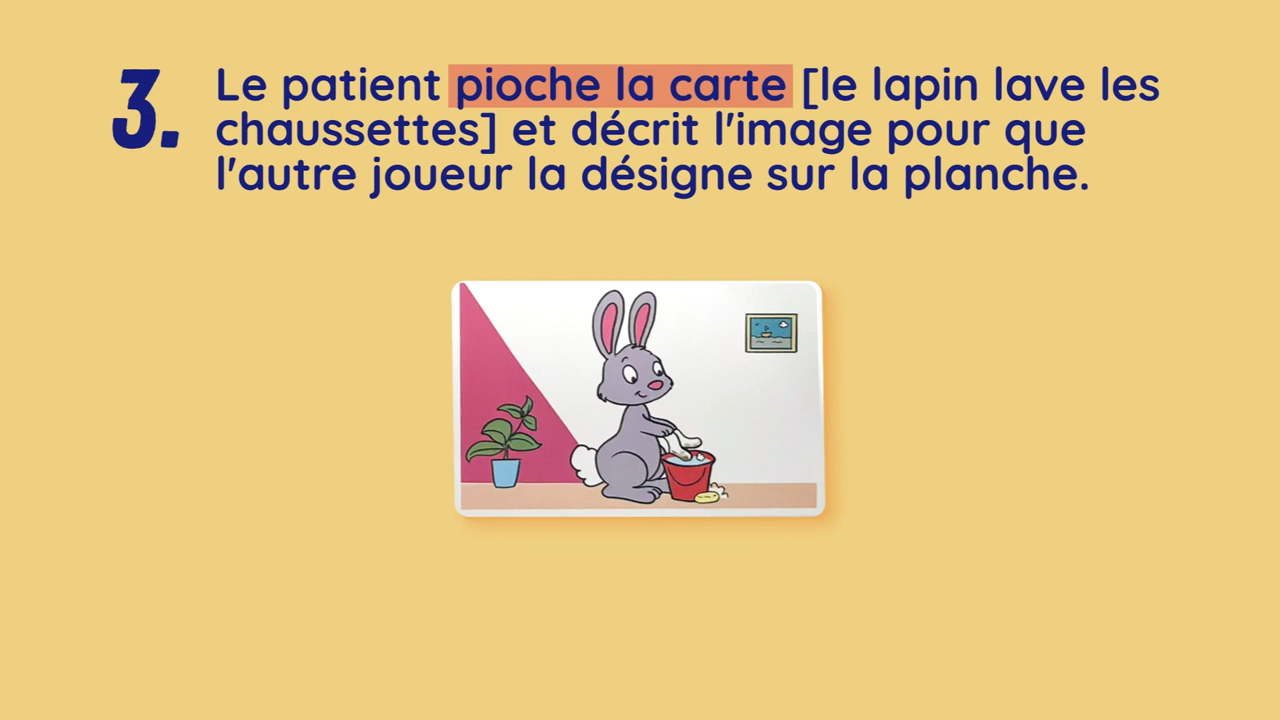 3.
Le patient pioche la carte [le lapin lave les
chaussettes] et décrit l'image pour que
l'autre joueur la désigne sur la planche.